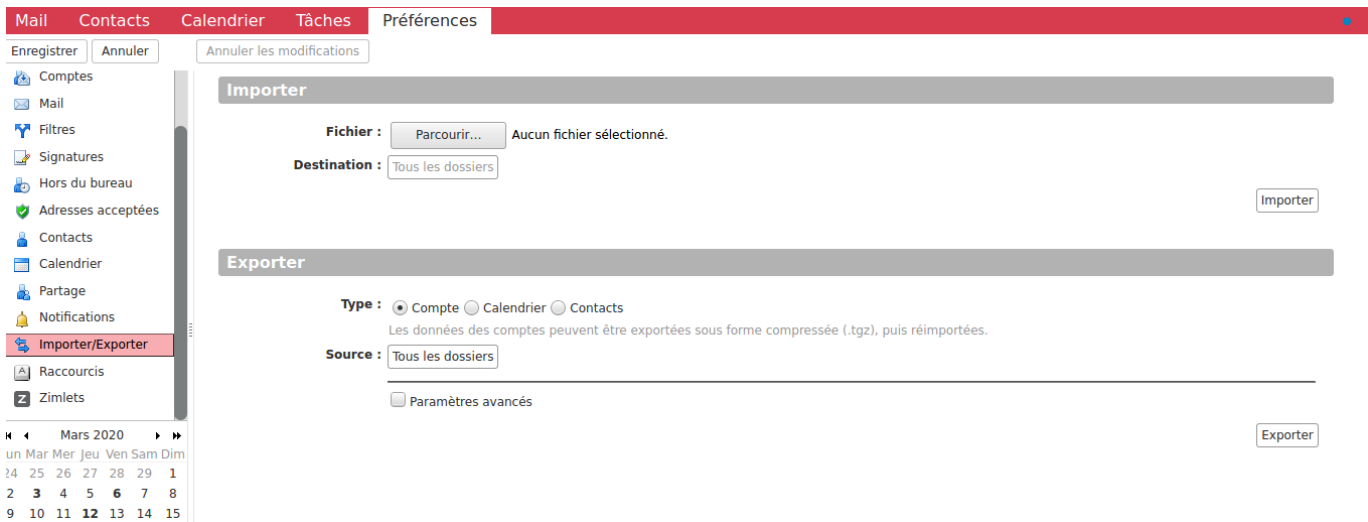 Mail Contacts Calendrier Tâches Préférences
Enregistrer Annuler Annuler les modifications
Comptes
Mail
Filtres
Signatures
Hors du bureau
Adresses acceptées
Contacts
Calendrier
Partage
Notifications
Importer/Exporter
A Raccourcis
Z Zimlets
Mars 2020
un Mar Mer Jeu Ven Sam Dim
24 25 26 27 28 29 1
2 3 4 5 6 7 8
9 10 11 12 13 14 15
Importer
Fichier : Parcourir... Aucun fichier sélectionné.
Destination : Tous les dossiers
Importer
Exporter
Type : Compte Calendrier Contacts
Les données des comptes peuvent être exportées sous forme compressée (.tgz), puis réimportées.
Source : Tous les dossiers
Paramètres avancés
Exporter